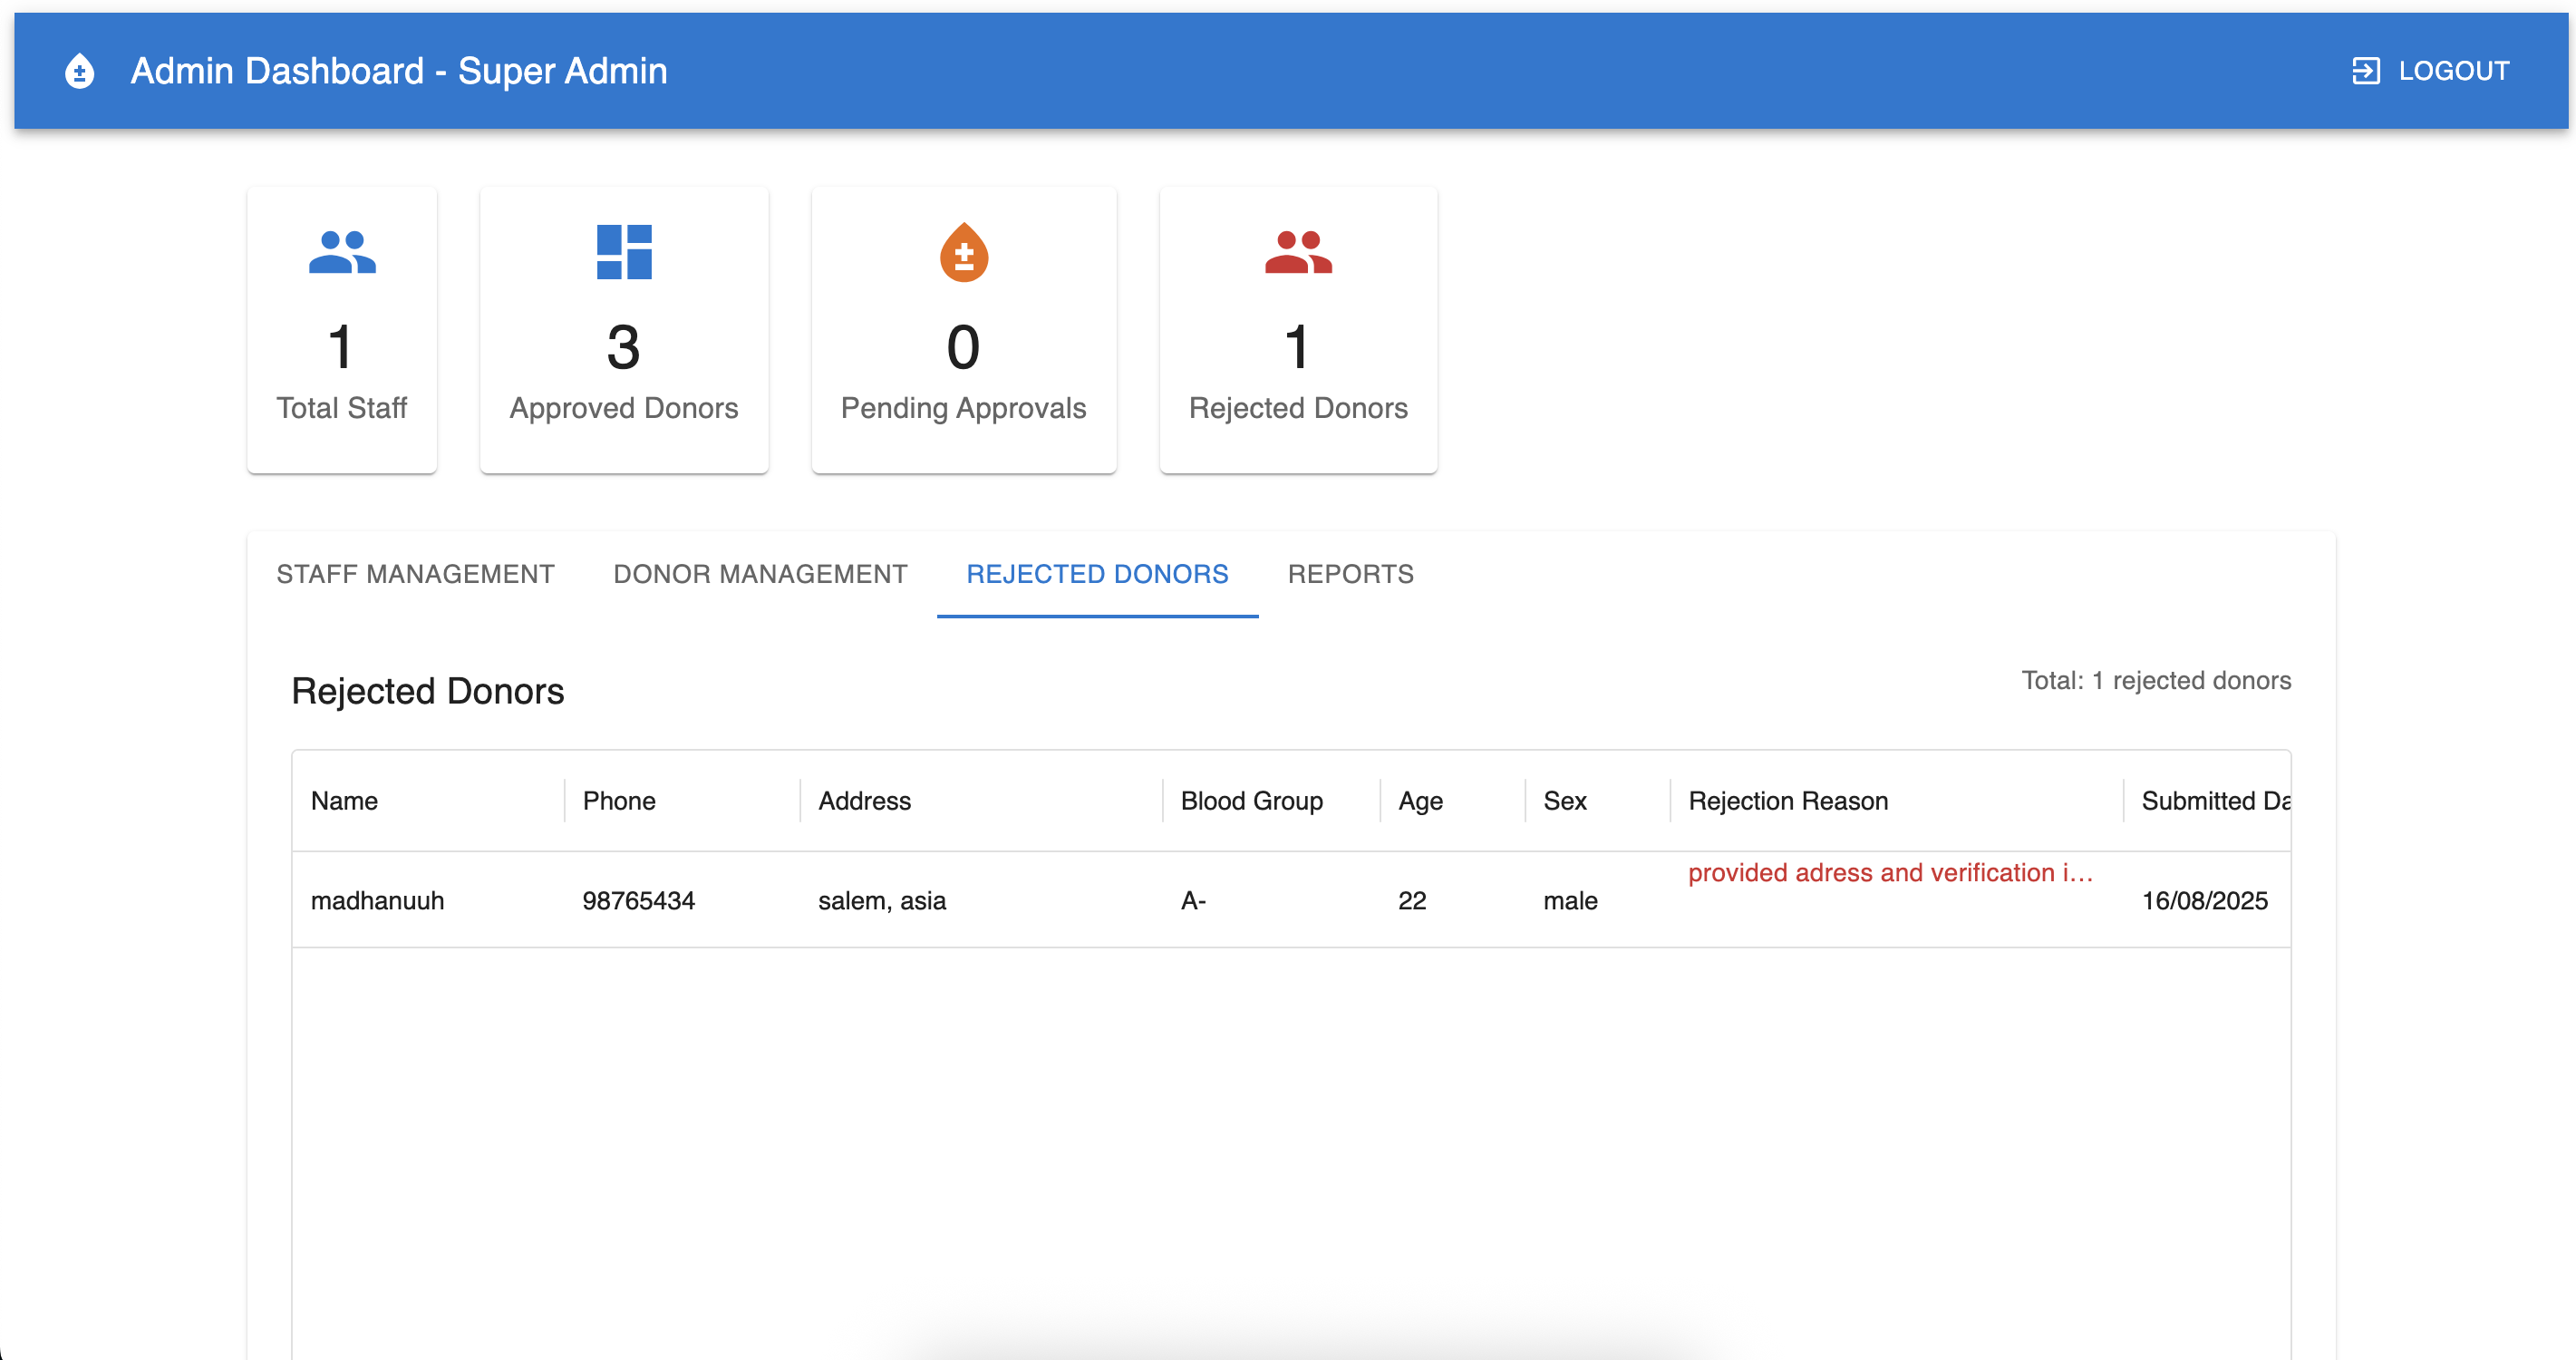 Admin Dashboard - Super Admin
LOGOUT
1
Total Staff
3
Approved Donors
0
Pending Approvals
1
Rejected Donors
STAFF MANAGEMENT DONOR MANAGEMENT REJECTED DONORS REPORTS
Rejected Donors
Total: 1 rejected donors
Name Phone Address Blood Group Age Sex Rejection Reason Submitted Da
madhanuuh 98765434 salem, asia A- 22 male provided adress and verification i... 16/08/2025